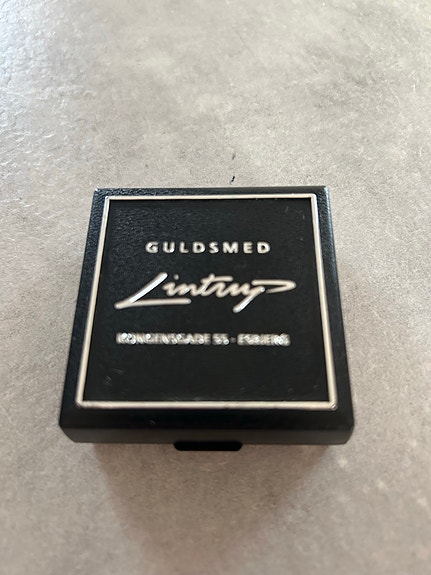 GULDSMED
Lintrup
KONGENSGADE 55 - ESBJERG